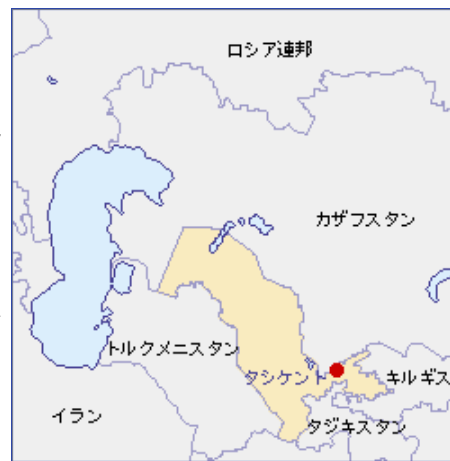 ロシア連邦
カザフスタン
トルクメニスタン
タシケント
キルギス
イラン
タジキスタン